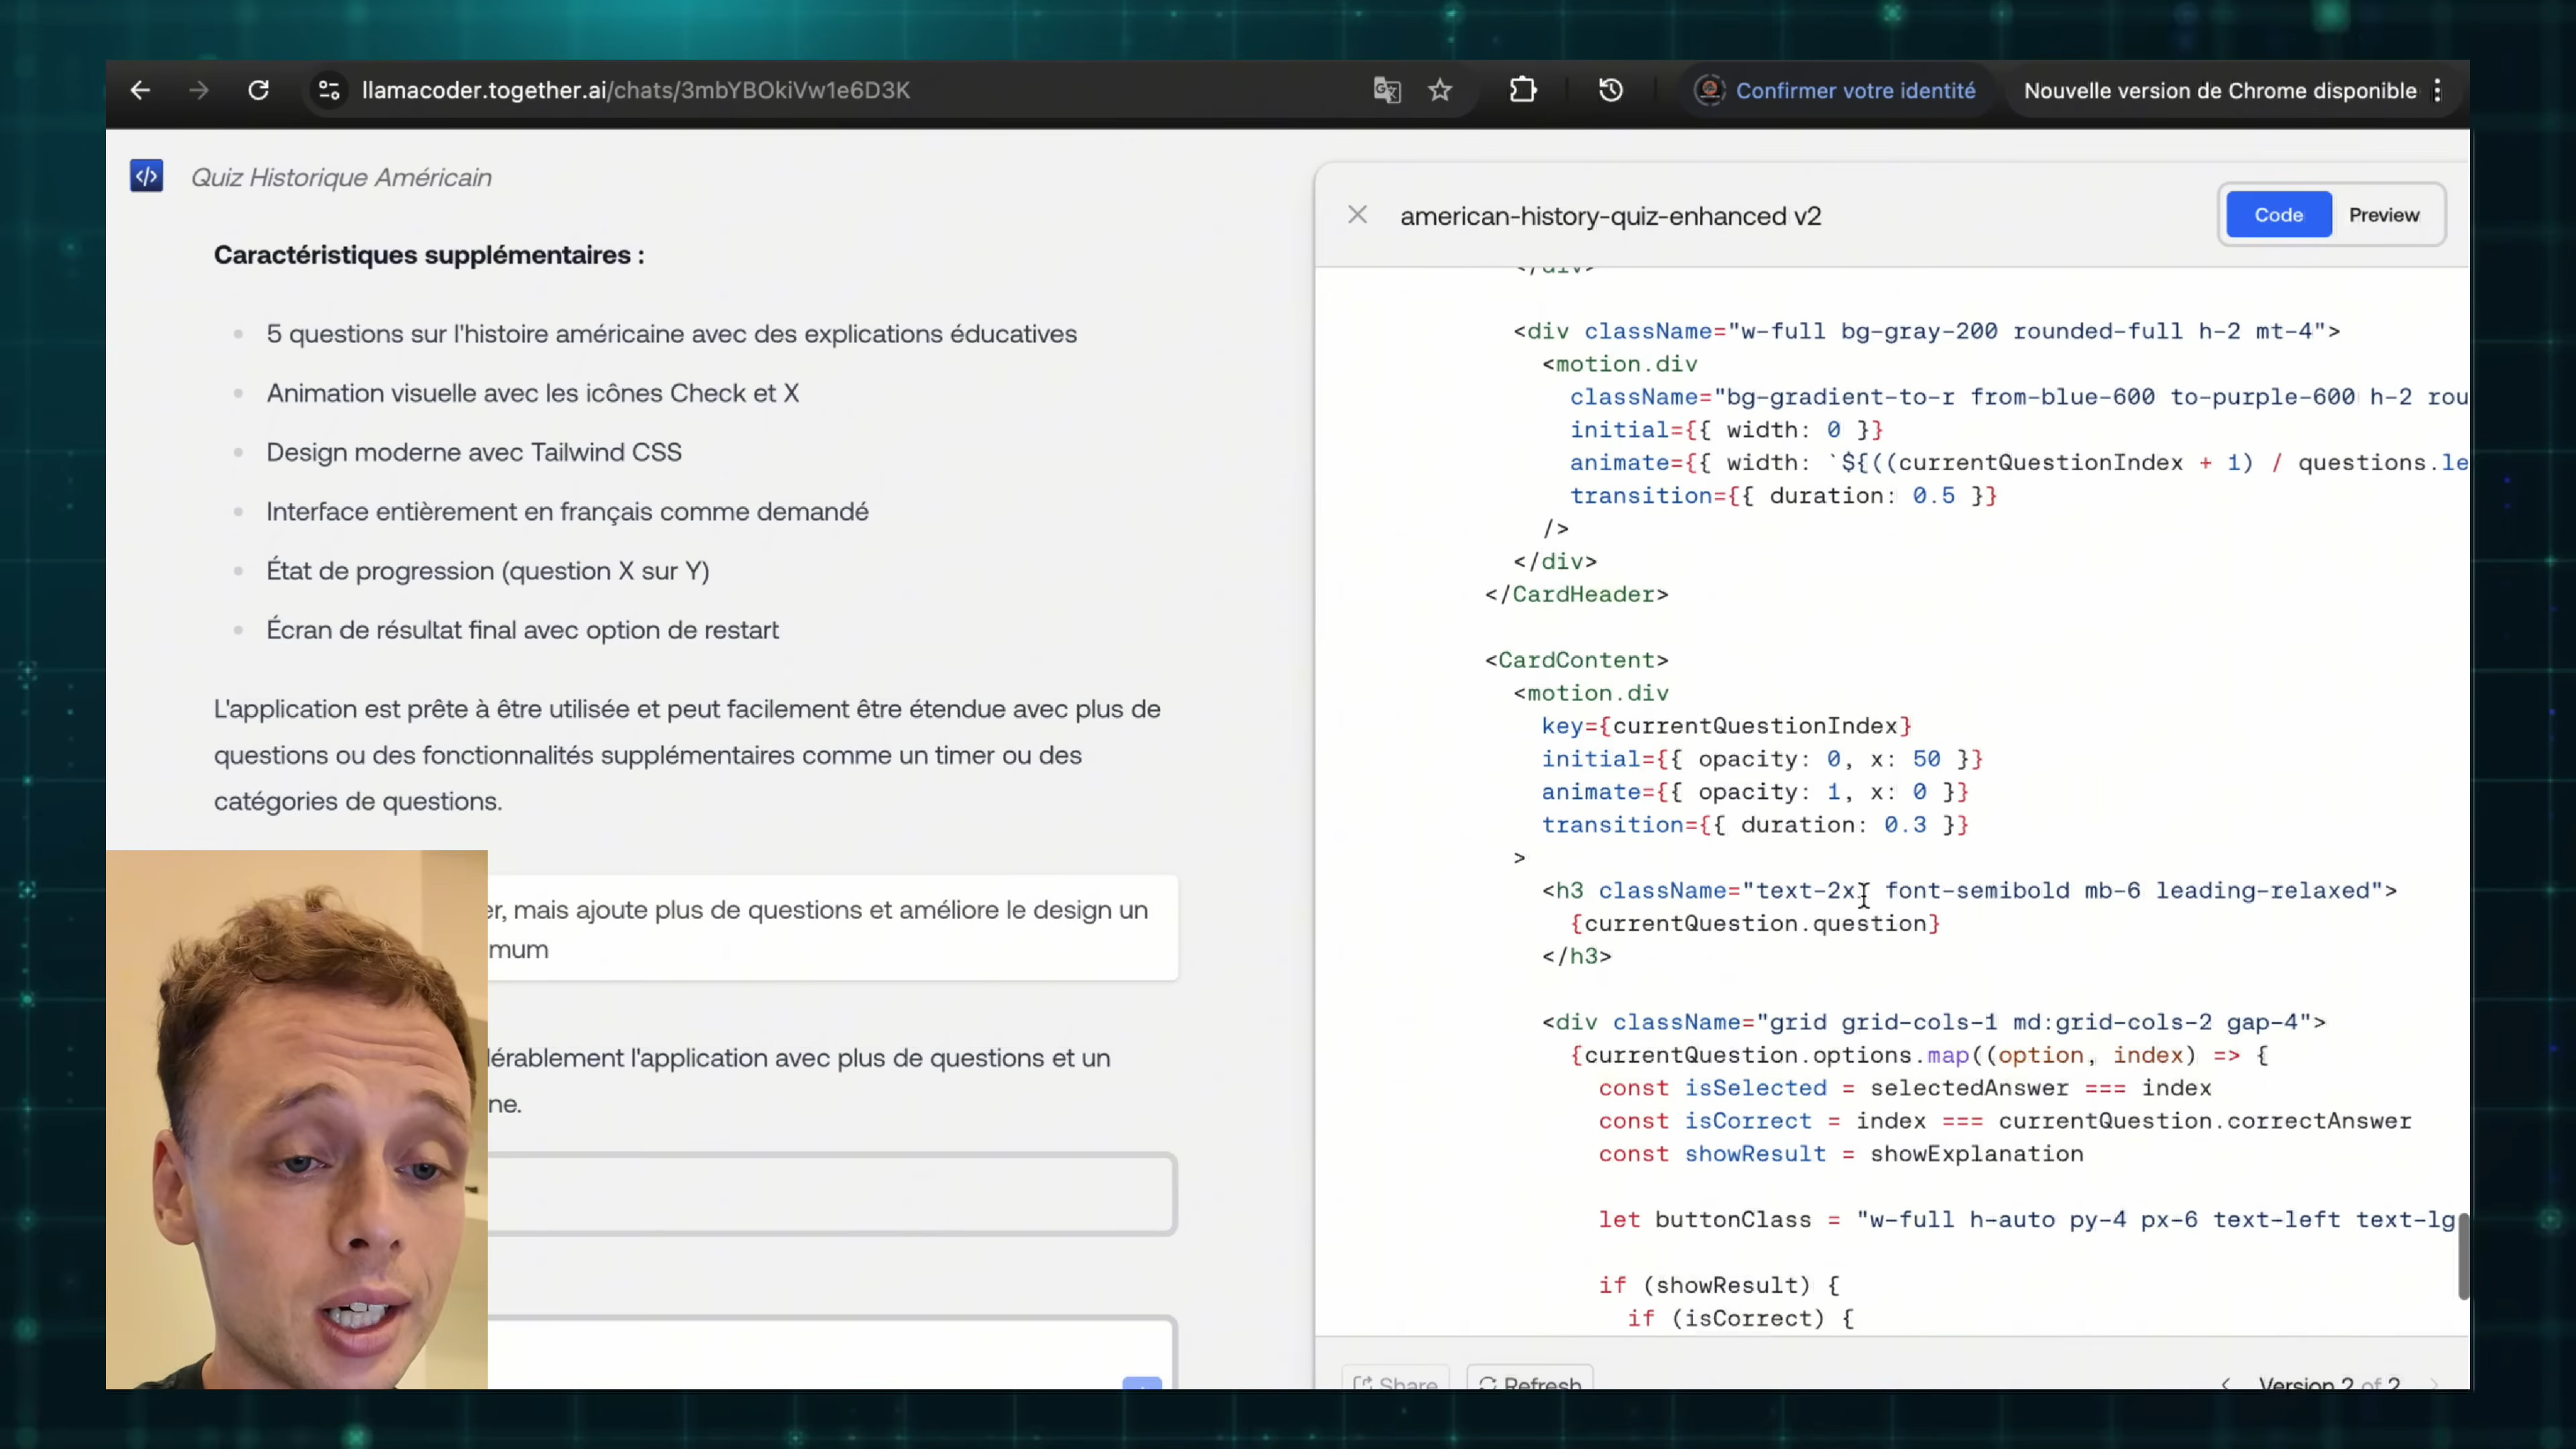 llamacoder.together.ai/chats/3mbYBOkiVw1e6D3K
Confirmer votre identité
Nouvelle version de Chrome disponible
</> Quiz Historique Américain
Caractéristiques supplémentaires :
5 questions sur l'histoire américaine avec des explications éducatives
Animation visuelle avec les icônes Check et X
Design moderne avec Tailwind CSS
Interface entièrement en français comme demandé
État de progression (question X sur Y)
Écran de résultat final avec option de restart
L'application est prête à être utilisée et peut facilement être étendue avec plus de
questions ou des fonctionnalités supplémentaires comme un timer ou des
catégories de questions.
mais ajoute plus de questions et améliore le design un
l'application avec plus de questions et un
american-history-quiz-enhanced v2
Code
Preview
</div>
<div className="w-full bg-gray-200 rounded-full h-2 mt-4">
<motion.div
className="bg-gradient-to-r from-blue-600 to-purple-600 h-2 rou
initial={{ width: 0 }}
animate={{ width: `${((currentQuestionIndex + 1) / questions.le
transition={{ duration: 0.5 }}
/>
</div>
</CardHeader>
<CardContent>
<motion.div
key={currentQuestionIndex}
initial={{ opacity: 0, x: 50 }}
animate={{ opacity: 1, x: 0 }}
transition={{ duration: 0.3 }}
>
<h3 className="text-2xl font-semibold mb-6 leading-relaxed">
{currentQuestion.question}
</h3>
<div className="grid grid-cols-1 md:grid-cols-2 gap-4">
{currentQuestion.options.map((option, index) => {
const isSelected = selectedAnswer === index
const isCorrect = index === currentQuestion.correctAnswer
const showResult = showExplanation
let buttonClass = "w-full h-auto py-4 px-6 text-left text-lg
if (showResult) {
if (isCorrect) {
Share
Refresh
Version 2 of 2